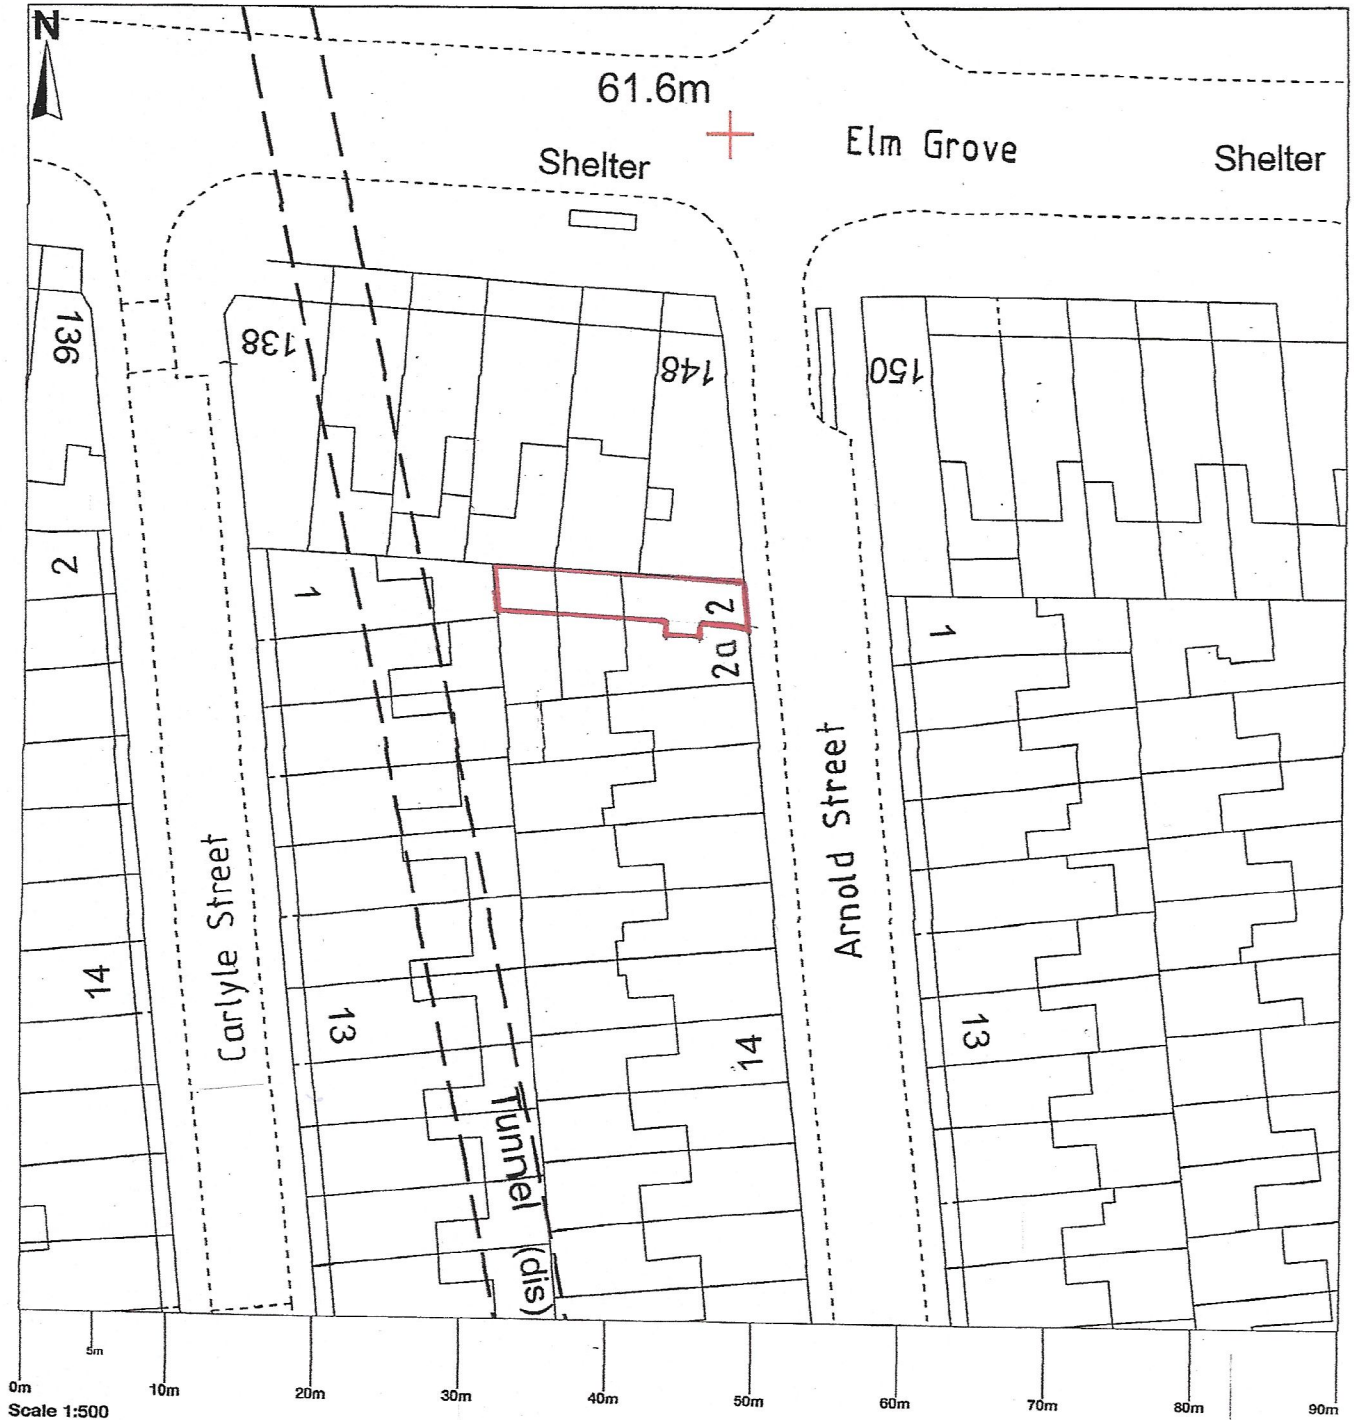 N
61.6m
Elm Grove
Shelter
Shelter
136
138
148
150
2
1
2
1
2a
Arnold Street
Carlyle Street
14
13
14
13
Tunnel
(dis)
5m
0m
10m
20m
30m
40m
50m
60m
70m
80m
90m
Scale 1:500